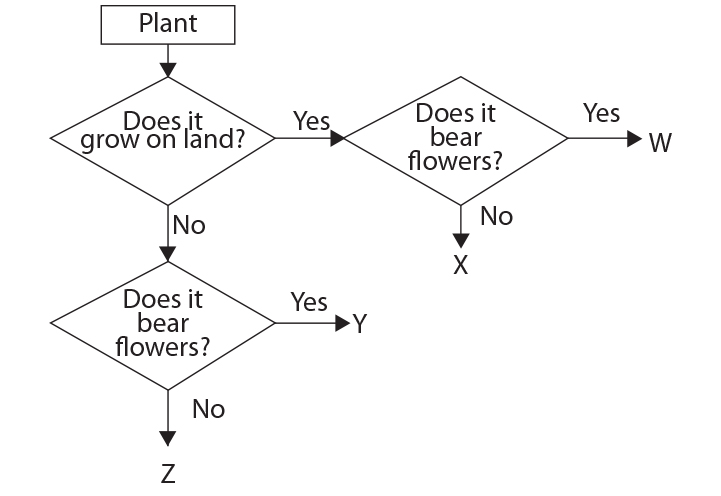 Plant
Does it
grow on land?
Yes
Does it
bear
flowers?
Yes
W
No
X
No
Does it
bear
flowers?
Yes
Y
No
Z